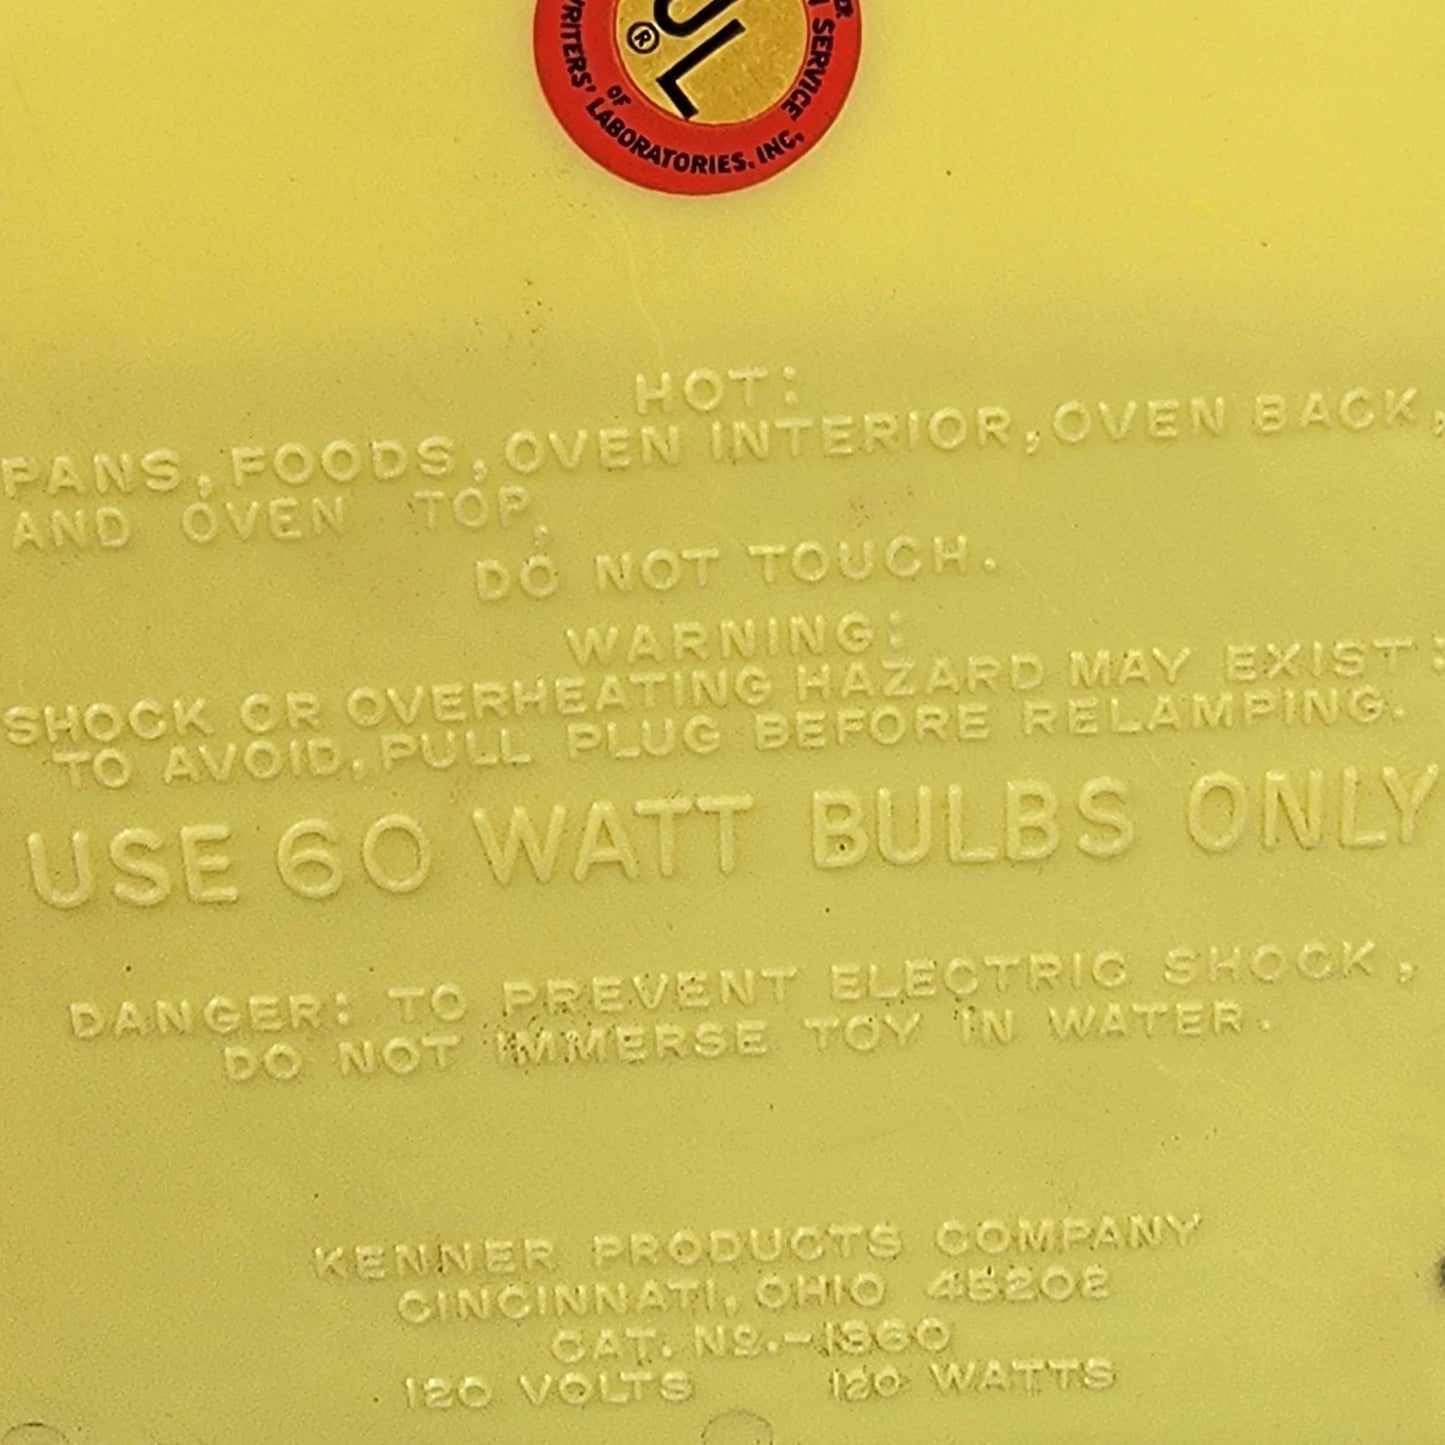 UL
®
SERVICE
OF
LABORATORIES, INC,
HOT:
PANS, FOODS, OVEN INTERIOR, OVEN BACK,
AND OVEN TOP.
DO NOT TOUCH.
WARNING:
SHOCK OR OVERHEATING HAZARD MAY EXIST:
TO AVOID, PULL PLUG BEFORE RELAMPING.
USE 60 WATT BULBS ONLY
DANGER: TO PREVENT ELECTRIC SHOCK,
DO NOT IMMERSE TOY IN WATER.
KENNER PRODUCTS COMPANY
CINCINNATI, OHIO 45202
CAT. NO.-1360
120 VOLTS 120 WATTS